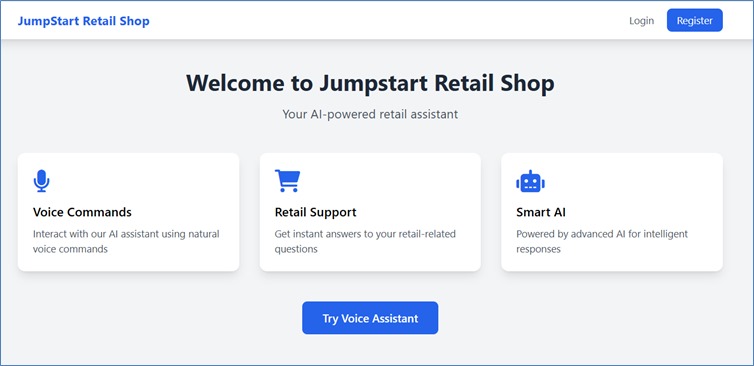 JumpStart Retail Shop
Login
Register
Welcome to Jumpstart Retail Shop
Your AI-powered retail assistant
Voice Commands
Interact with our AI assistant using natural
voice commands
Retail Support
Get instant answers to your retail-related
questions
Smart AI
Powered by advanced AI for intelligent
responses
Try Voice Assistant